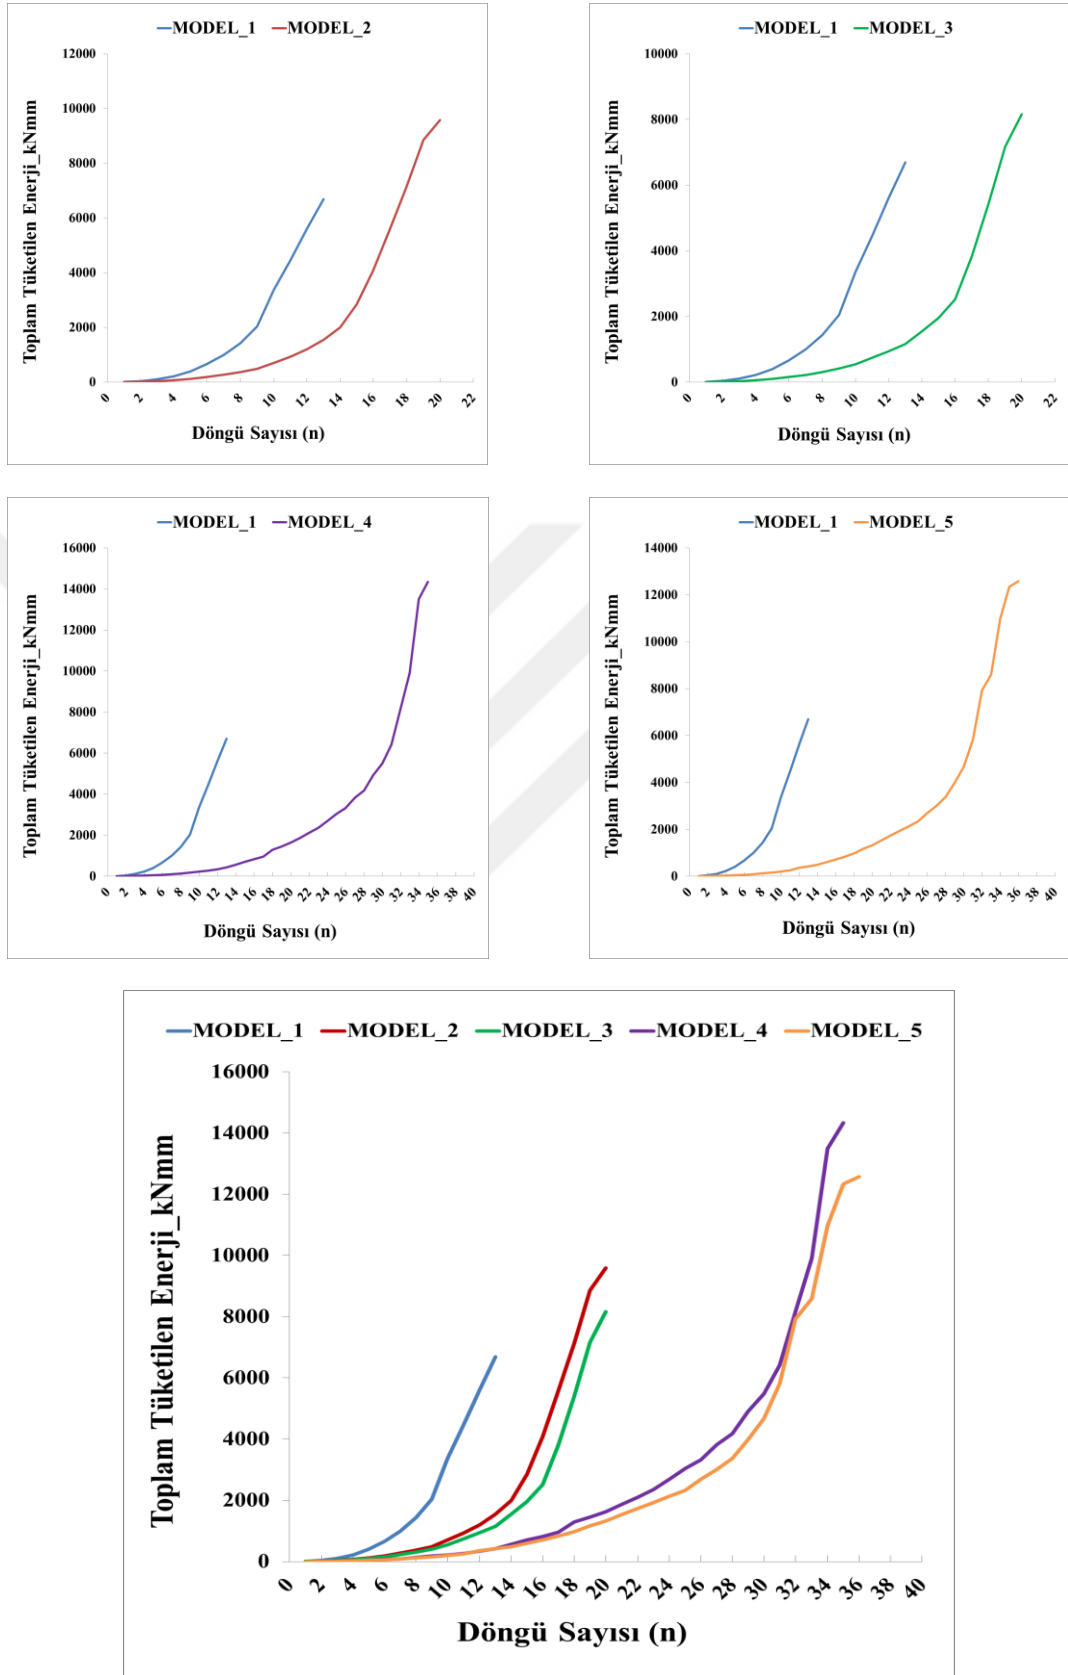 MODEL_1 MODEL_2
12000
10000
8000
6000
4000
2000
0
Toplam Tüketilen Enerji_kNmm
0 2 4 6 8 10 12 14 16 18 20 22
Döngü Sayısı (n)
MODEL_1 MODEL_3
10000
8000
6000
4000
2000
0
Toplam Tüketilen Enerji_kNmm
0 2 4 6 8 10 12 14 16 18 20 22
Döngü Sayısı (n)
MODEL_1 MODEL_4
16000
14000
12000
10000
8000
6000
4000
2000
0
Toplam Tüketilen Enerji_kNmm
0 2 4 6 8 10 12 14 16 18 20 22 24 26 28 30 32 34 36 38 40
Döngü Sayısı (n)
MODEL_1 MODEL_5
14000
12000
10000
8000
6000
4000
2000
0
Toplam Tüketilen Enerji_kNmm
0 2 4 6 8 10 12 14 16 18 20 22 24 26 28 30 32 34 36 38 40
Döngü Sayısı (n)
MODEL_1 MODEL_2 MODEL_3 MODEL_4 MODEL_5
16000
14000
12000
10000
8000
6000
4000
2000
0
Toplam Tüketilen Enerji_kNmm
0 2 4 6 8 10 12 14 16 18 20 22 24 26 28 30 32 34 36 38 40
Döngü Sayısı (n)